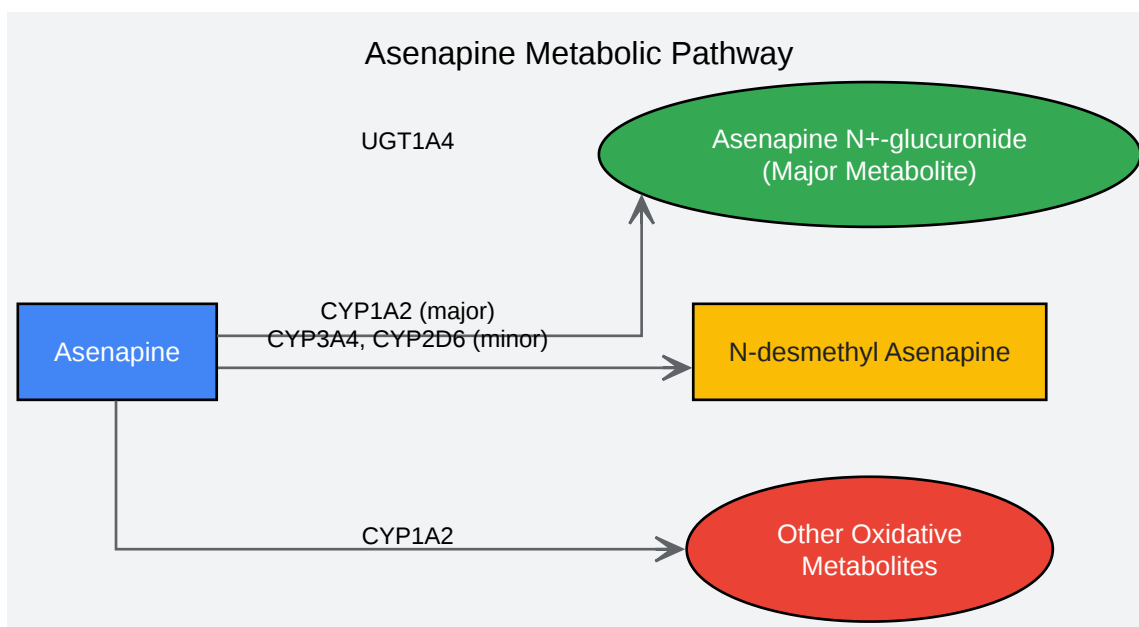 Asenapine Metabolic Pathway
UGT1A4
Asenapine N+-glucuronide
(Major Metabolite)
CYP1A2 (major)
CYP3A4, CYP2D6 (minor)
Asenapine
N-desmethyl Asenapine
CYP1A2
Other Oxidative
Metabolites